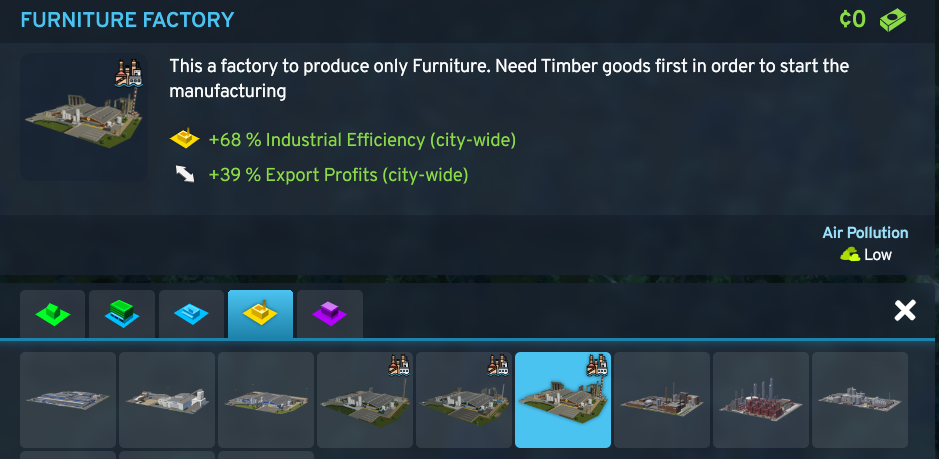 FURNITURE FACTORY
¢0
This a factory to produce only Furniture. Need Timber goods first in order to start the
manufacturing
+68 % Industrial Efficiency (city-wide)
+39 % Export Profits (city-wide)
Air Pollution
Low